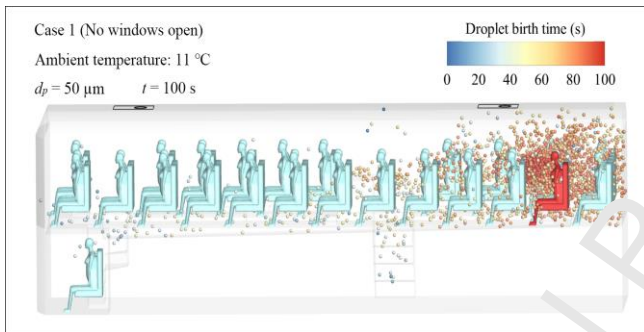 Case 1 (No windows open)
Droplet birth time (s)
Ambient temperature: 11 °C
0 20 40 60 80 100
dp = 50 μm t = 100 s